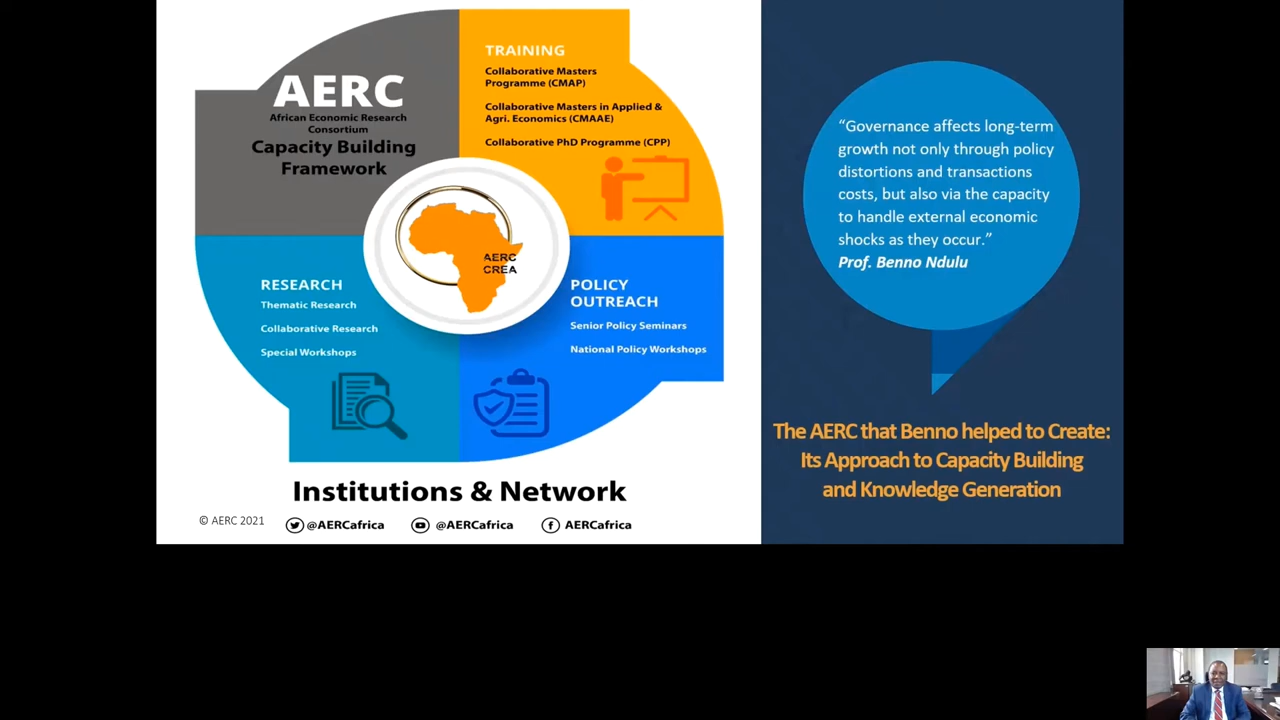 AERC
African Economic Research
Consortium
Capacity Building
Framework
TRAINING
Collaborative Masters
Programme (CMAP)
Collaborative Masters in Applied &
Agri. Economics (CMAAE)
Collaborative PhD Programme (CPP)
AERC
CREA
RESEARCH
Thematic Research
Collaborative Research
Special Workshops
POLICY
OUTREACH
Senior Policy Seminars
National Policy Workshops
Institutions & Network
© AERC 2021
@AERCafrica
@AERCafrica
AERCafrica
“Governance affects long-term
growth not only through policy
distortions and transactions
costs, but also via the capacity
to handle external economic
shocks as they occur.”
Prof. Benno Ndulu
The AERC that Benno helped to Create:
Its Approach to Capacity Building
and Knowledge Generation